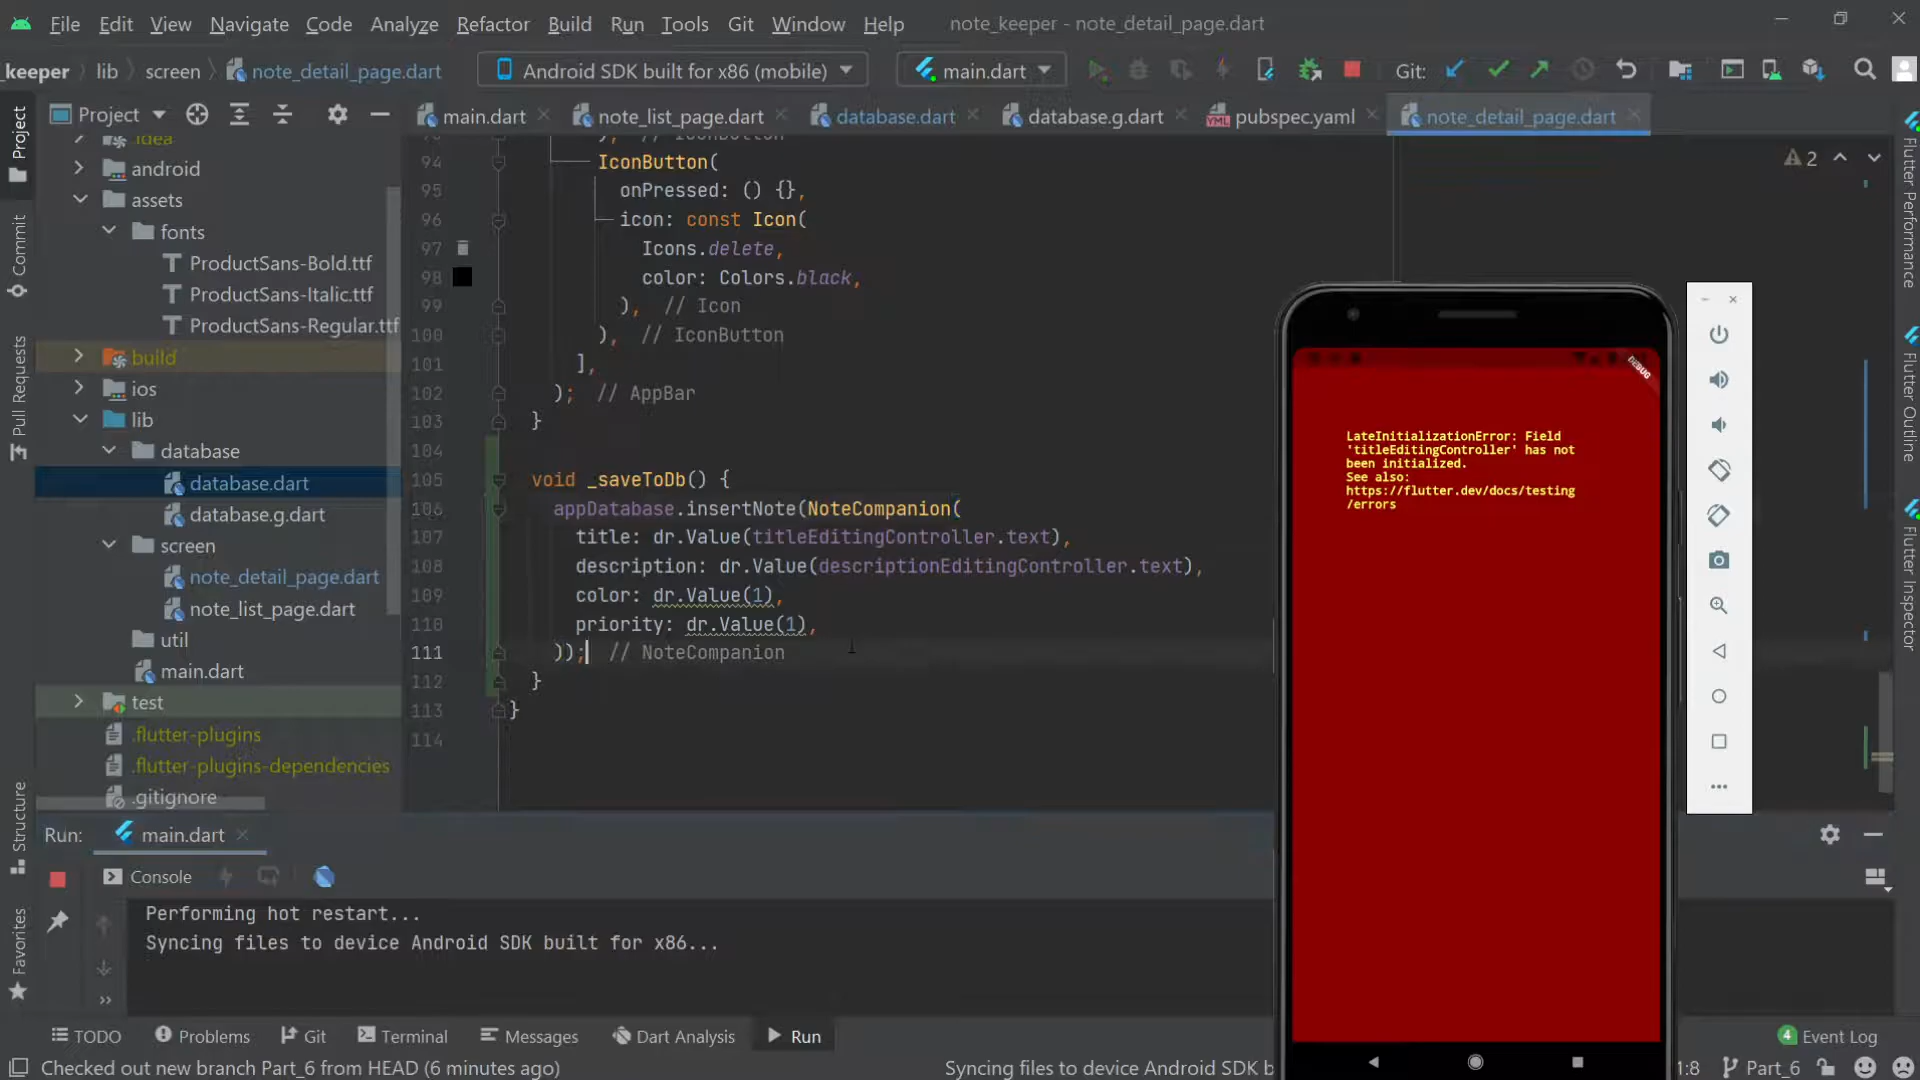 File Edit View Navigate Code Analyze Refactor Build Run Tools Git Window Help note_keeper - note_detail_page.dart
keeper lib screen note_detail_page.dart Android SDK built for x86 (mobile) main.dart Git:
Project main.dart note_list_page.dart database.dart database.g.dart pubspec.yaml note_detail_page.dart
Project
Commit
Pull Requests
Structure
Favorites
.idea
android
assets
fonts
ProductSans-Bold.ttf
ProductSans-Italic.ttf
ProductSans-Regular.ttf
build
ios
lib
database
database.dart
database.g.dart
screen
note_detail_page.dart
note_list_page.dart
util
main.dart
test
.flutter-plugins
.flutter-plugins-dependencies
.gitignore
), // IconButton
94 IconButton(
95 onPressed: () {},
96 icon: const Icon(
97 Icons.delete,
98 color: Colors.black,
99 ), // Icon
100 ), // IconButton
101 ],
102 ); // AppBar
103 }
104
105 void _saveToDb() {
106 appDatabase.insertNote(NoteCompanion(
107 title: dr.Value(titleEditingController.text),
108 description: dr.Value(descriptionEditingController.text),
109 color: dr.Value(1),
110 priority: dr.Value(1),
111 )); // NoteCompanion
112 }
113 }
114
2
Flutter Performance
Flutter Outline
Flutter Inspector
DEBUG
LateInitializationError: Field
'titleEditingController' has not
been initialized.
See also:
https://flutter.dev/docs/testing
/errors
Run: main.dart
Console
Performing hot restart...
Syncing files to device Android SDK built for x86...
TODO Problems Git Terminal Messages Dart Analysis Run 4 Event Log
Checked out new branch Part_6 from HEAD (6 minutes ago) Syncing files to device Android SDK b 1:8 Part_6